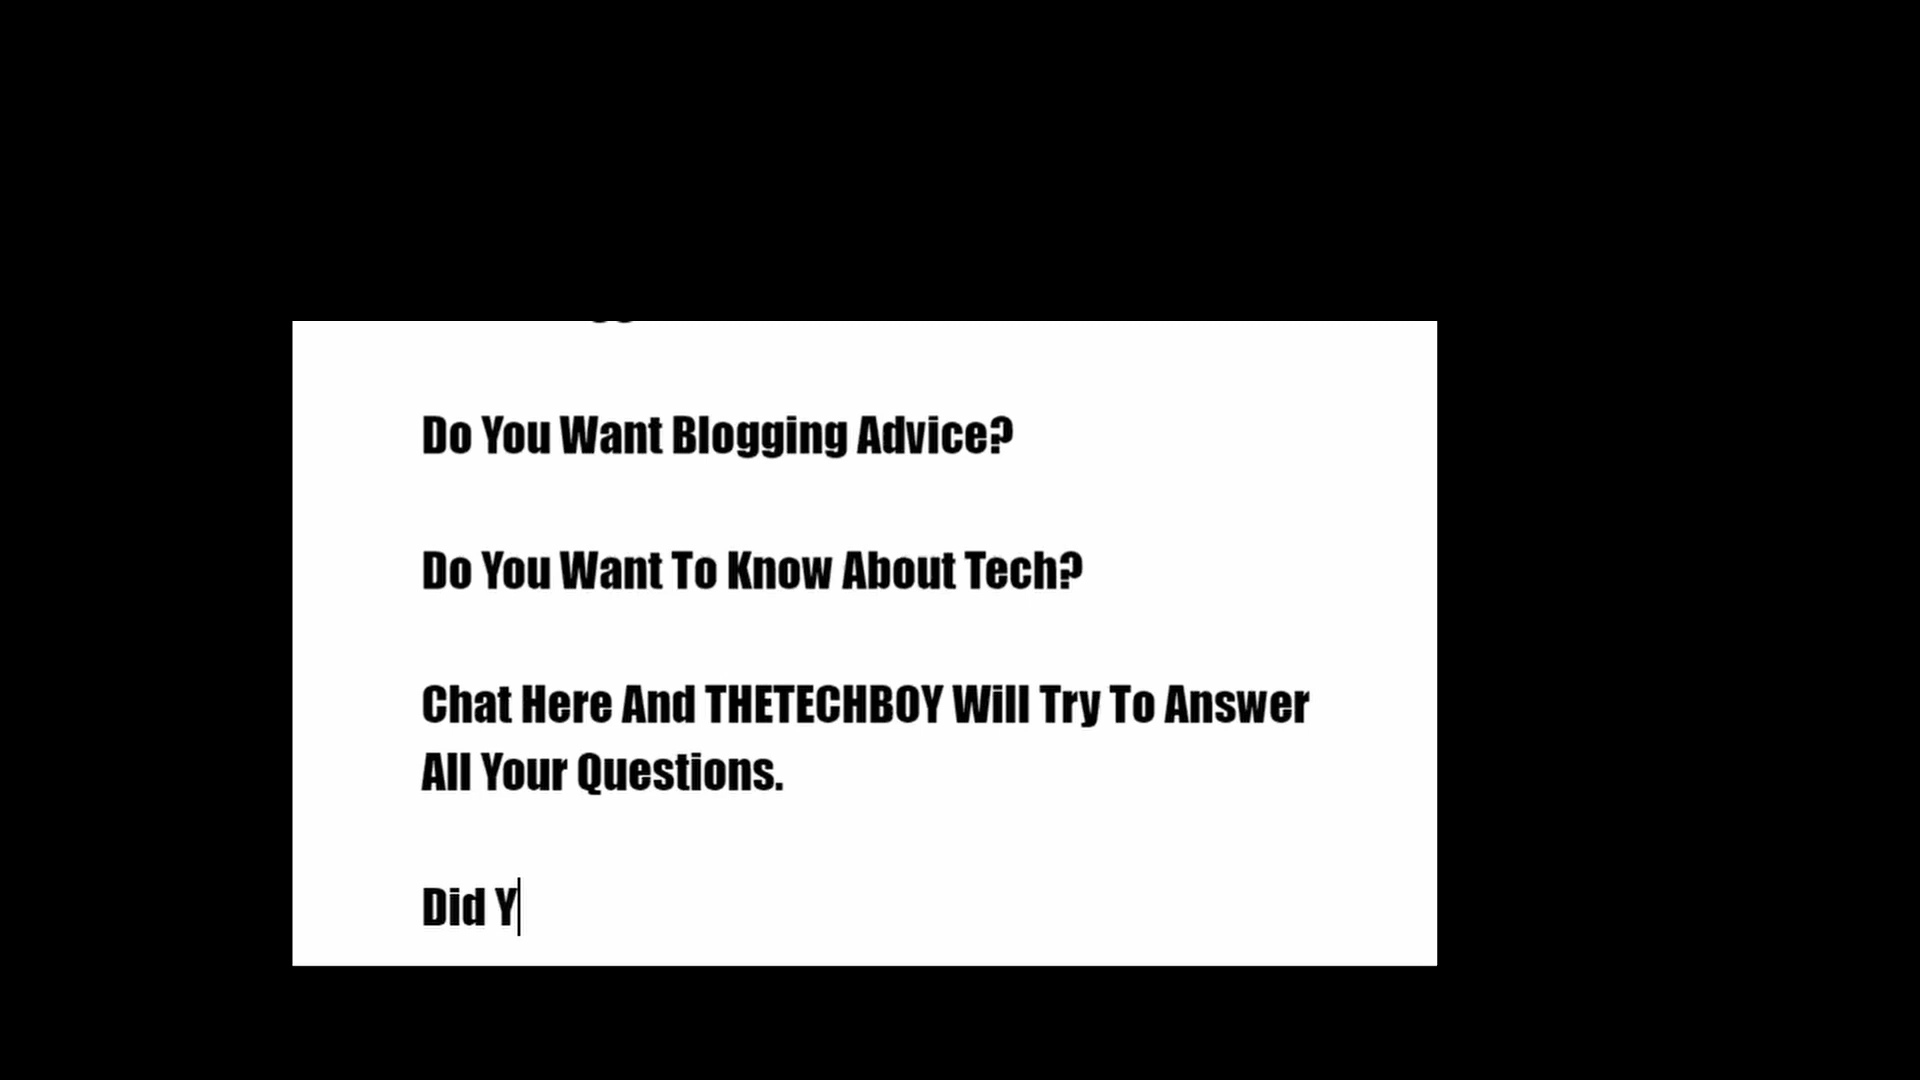 Do You Want Blogging Advice?
Do You Want To Know About Tech?
Chat Here And THETECHBOY Will Try To Answer
All Your Questions.
Did Y